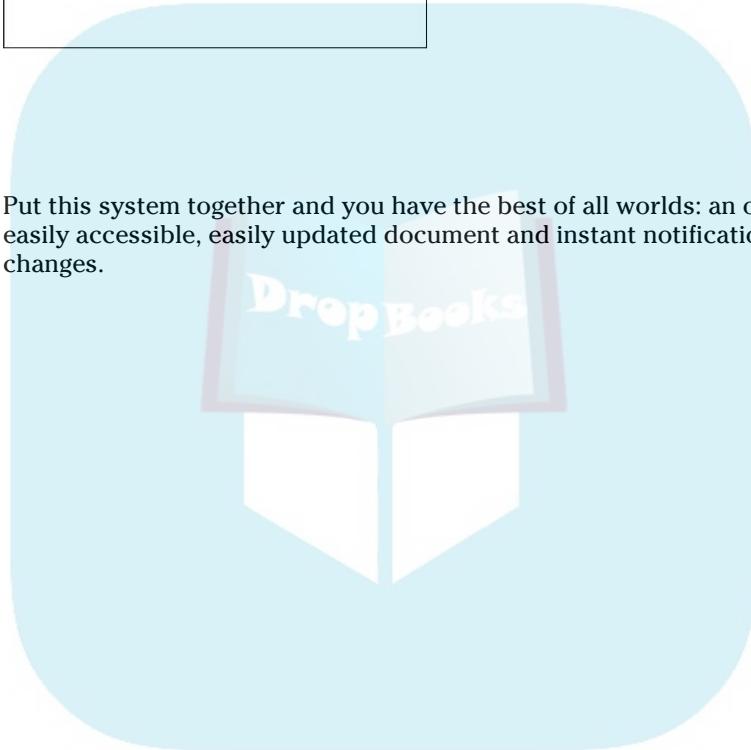 Put this system together and you have the best of all worlds: an
easily accessible, easily updated document and instant
changes.
DropBooks